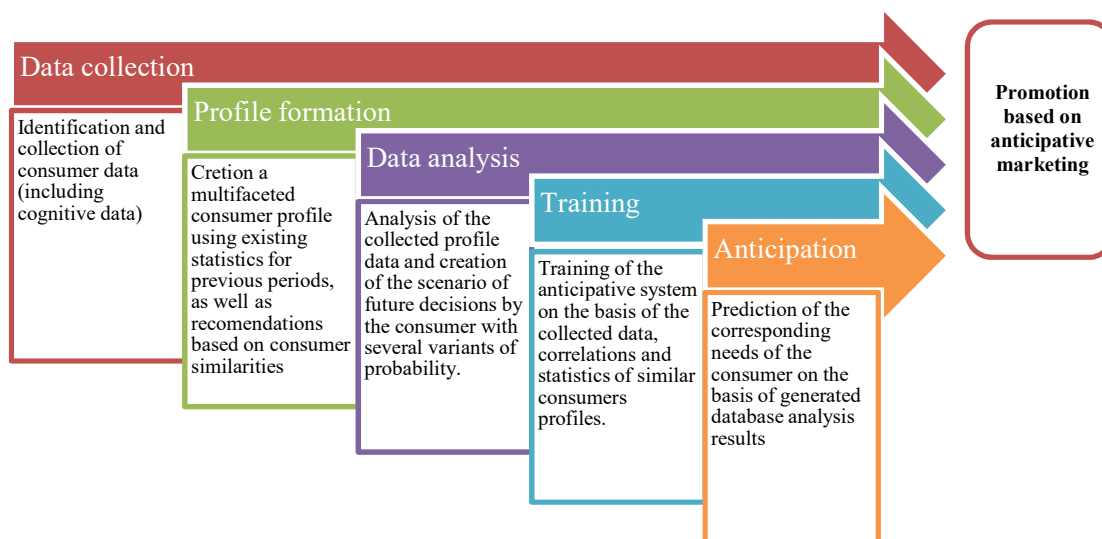 Data collection
Identification and
collection of
consumer data
(including
cognitive data)
Profile formation
Cretion a
multifaceted
consumer profile
using existing
statistics for
previous periods,
as well as
recomendations
based on consumer
similarities
Data analysis
Analysis of the
collected profile
data and creation
of the scenario of
future decisions by
the consumer with
several variants of
probability.
Training
Training of the
anticipative system
on the basis of the
collected data,
correlations and
statistics of similar
consumers
profiles.
Anticipation
Prediction of the
corresponding
needs of the
consumer on the
basis of generated
database analysis
results
Promotion
based on
anticipative
marketing